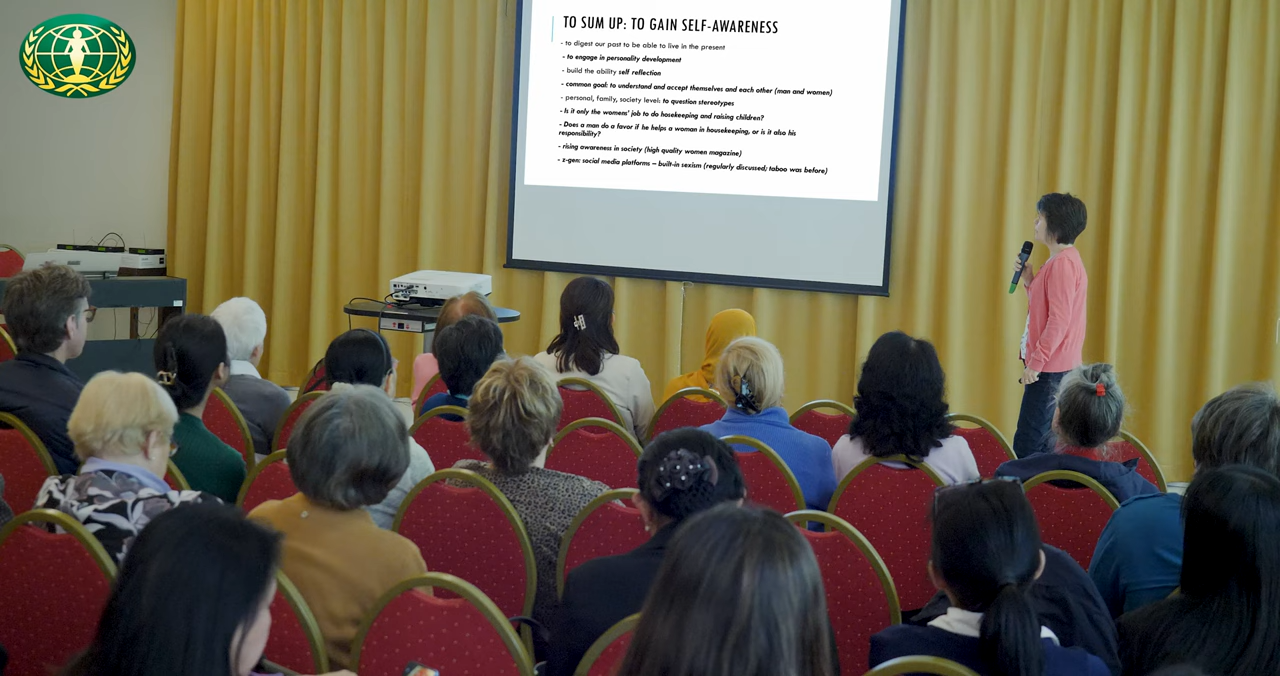 TO SUM UP: TO GAIN SELF-AWARENESS
- to digest our past to be able to live in the present
- to engage in personality development
- build the ability self reflection
- common goal: to understand and accept themselves and each other (man and women)
- personal, family, society level: to question stereotypes
- Is it only the womens' job to do hosekeeping and raising children?
- Does a man do a favor if he helps a woman in housekeeping, or is it also his
responsibility?
- rising awareness in society (high quality women magazine)
- z-gen: social media platforms – built-in sexism (regularly discussed; taboo was before)